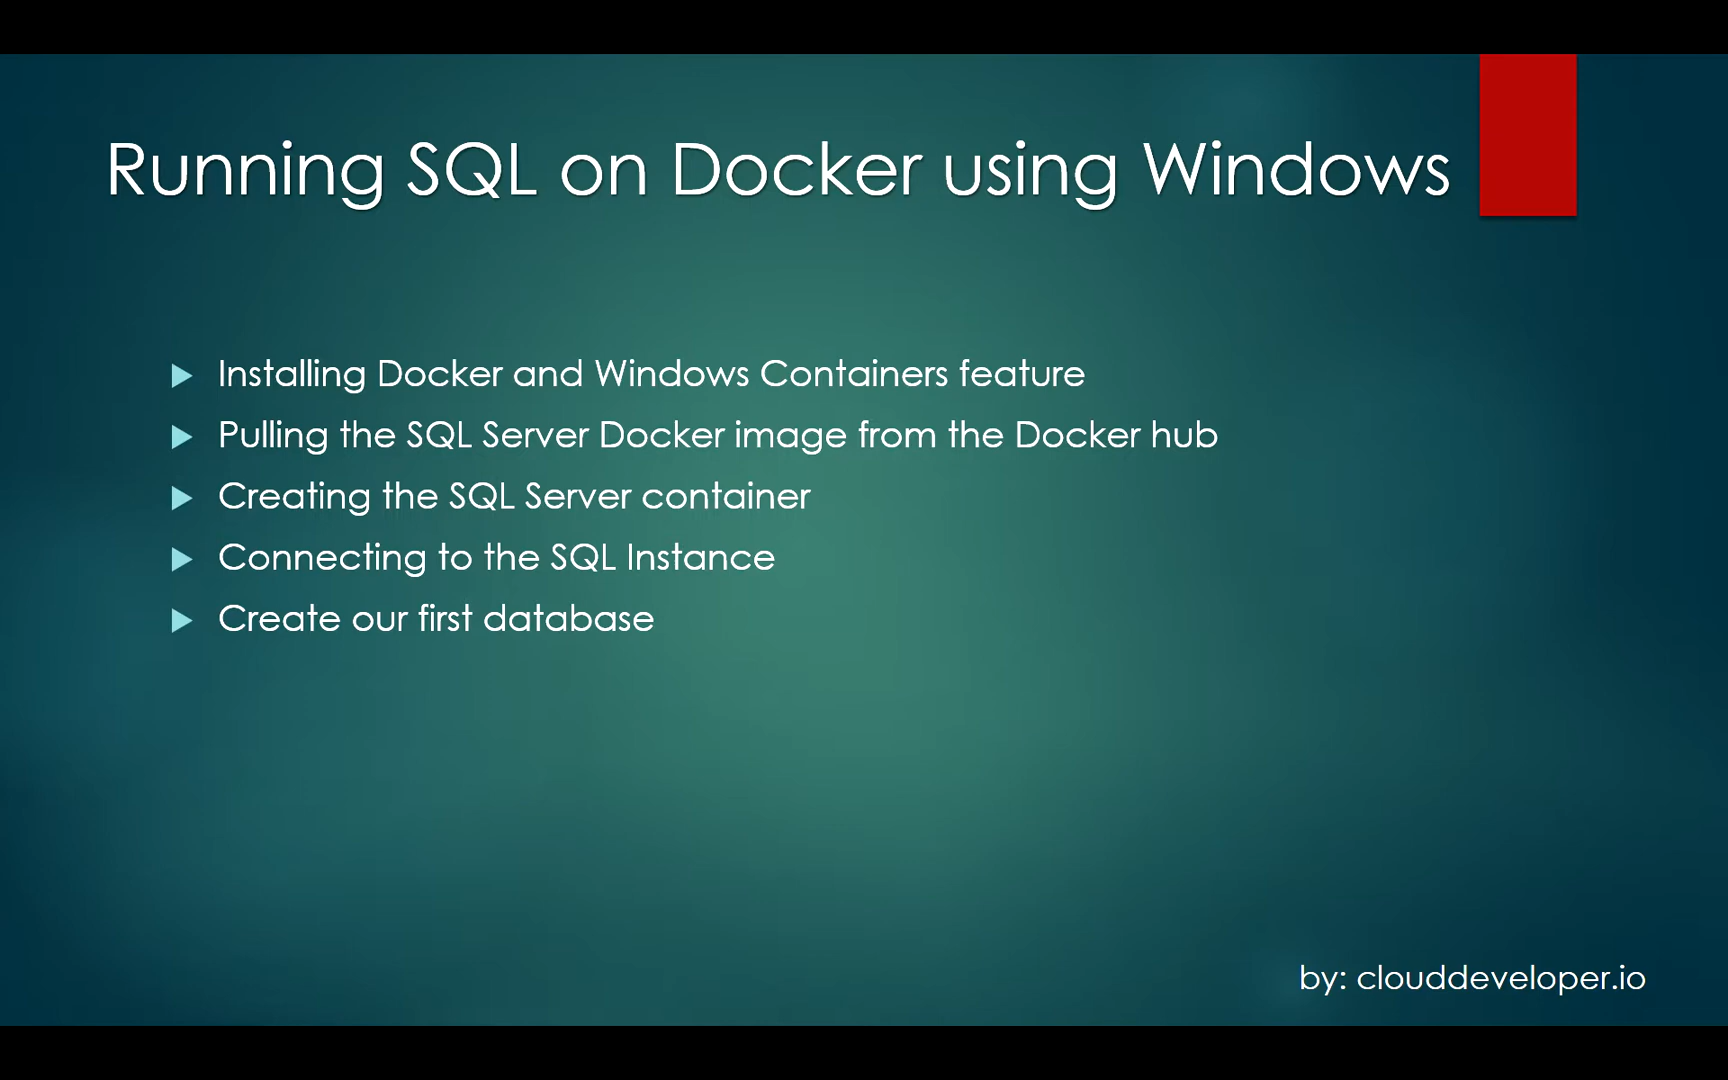 Running SQL on Docker using Windows
Installing Docker and Windows Containers feature
Pulling the SQL Server Docker image from the Docker hub
Creating the SQL Server container
Connecting to the SQL Instance
Create our first database
by: clouddeveloper.io